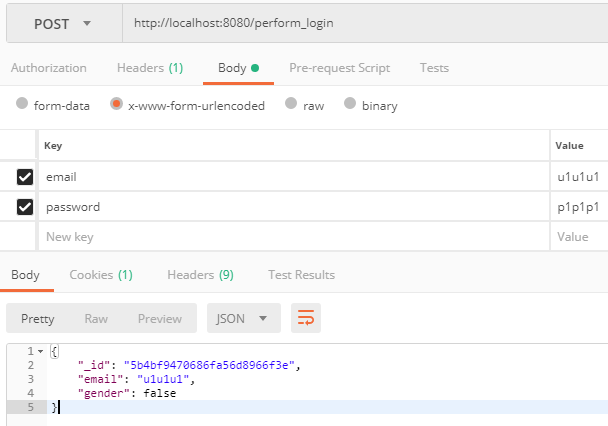 POST http://localhost:8080/perform_login
Authorization Headers (1) Body Pre-request Script Tests
form-data x-www-form-urlencoded raw binary
Key Value
email u1u1u1
password p1p1p1
New key Value
Body Cookies (1) Headers (9) Test Results
Pretty Raw Preview JSON
1 {
2 "_id": "5b4bf9470686fa56d8966f3e",
3 "email": "u1u1u1",
4 "gender": false
5 }